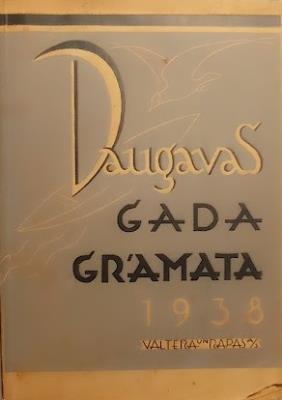 Daugavas
GADA
GRĀMATA
1938
VALTERA UN RAPAS A/S